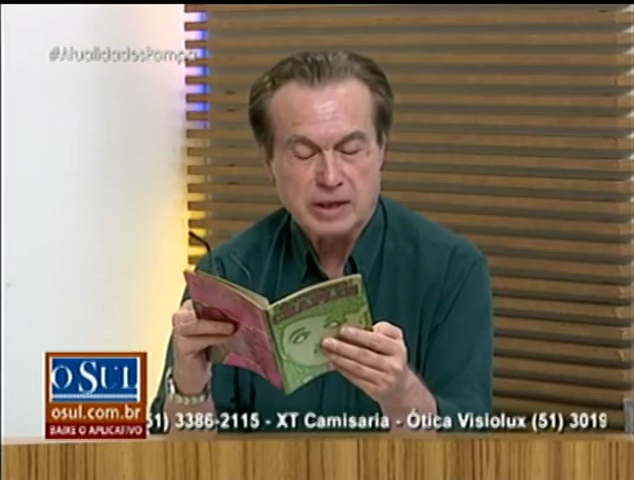 #AtualidadesPampa
O SUL
osul.com.br
BAIXE O APLICATIVO
51) 3386-2115 - XT Camisaria - Ótica Visiolux (51) 3019